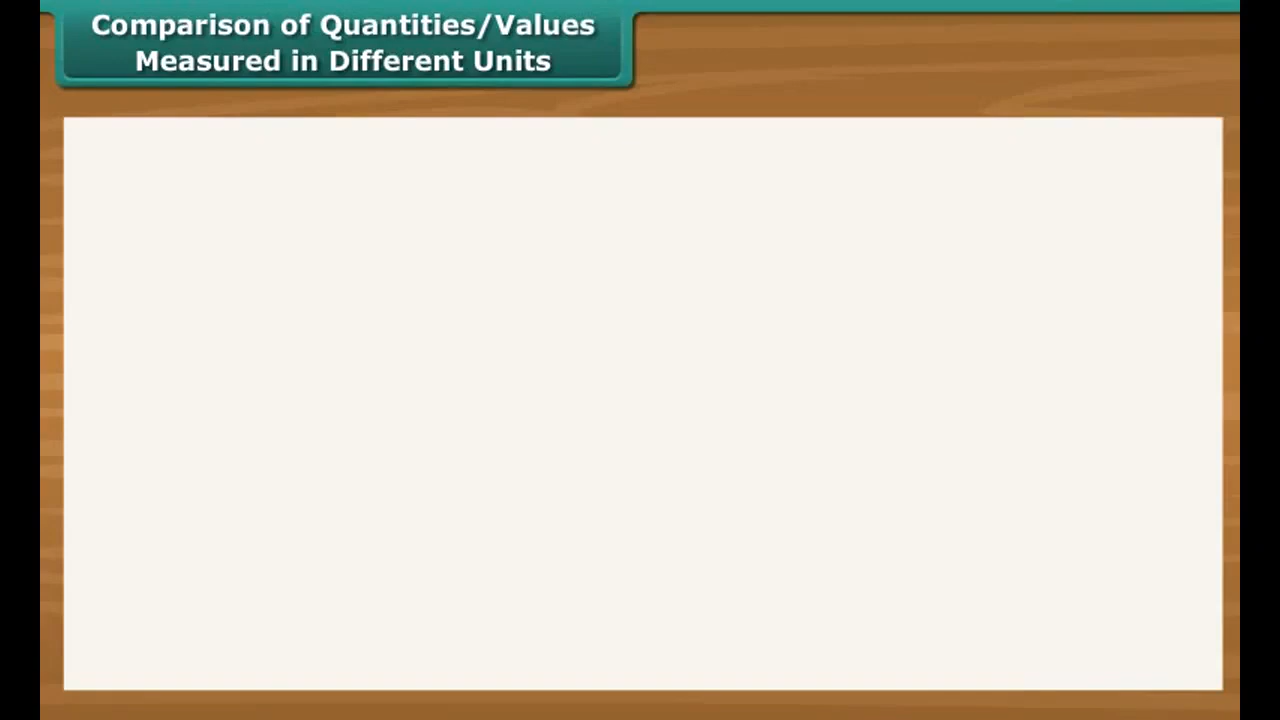 Comparison of Quantities/Values
Measured in Different Units